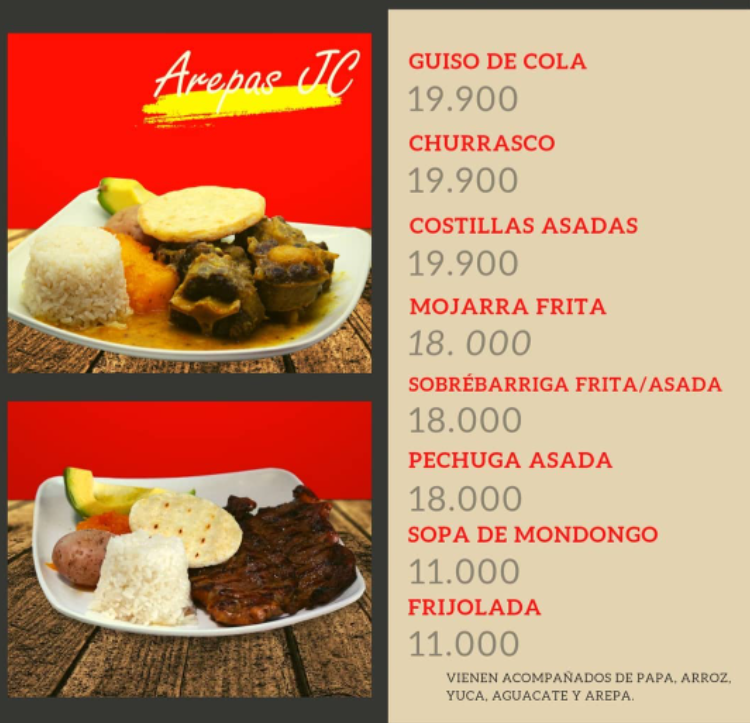 Arepas JC
GUISO DE COLA
19.900
CHURRASCO
19.900
COSTILLAS ASADAS
19.900
MOJARRA FRITA
18. 000
SOBRÉBARRIGA FRITA/ASADA
18.000
PECHUGA ASADA
18.000
SOPA DE MONDONGO
11.000
FRIJOLADA
11.000
VIENEN ACOMPAÑADOS DE PAPA, ARROZ,
YUCA, AGUACATE Y AREPA.